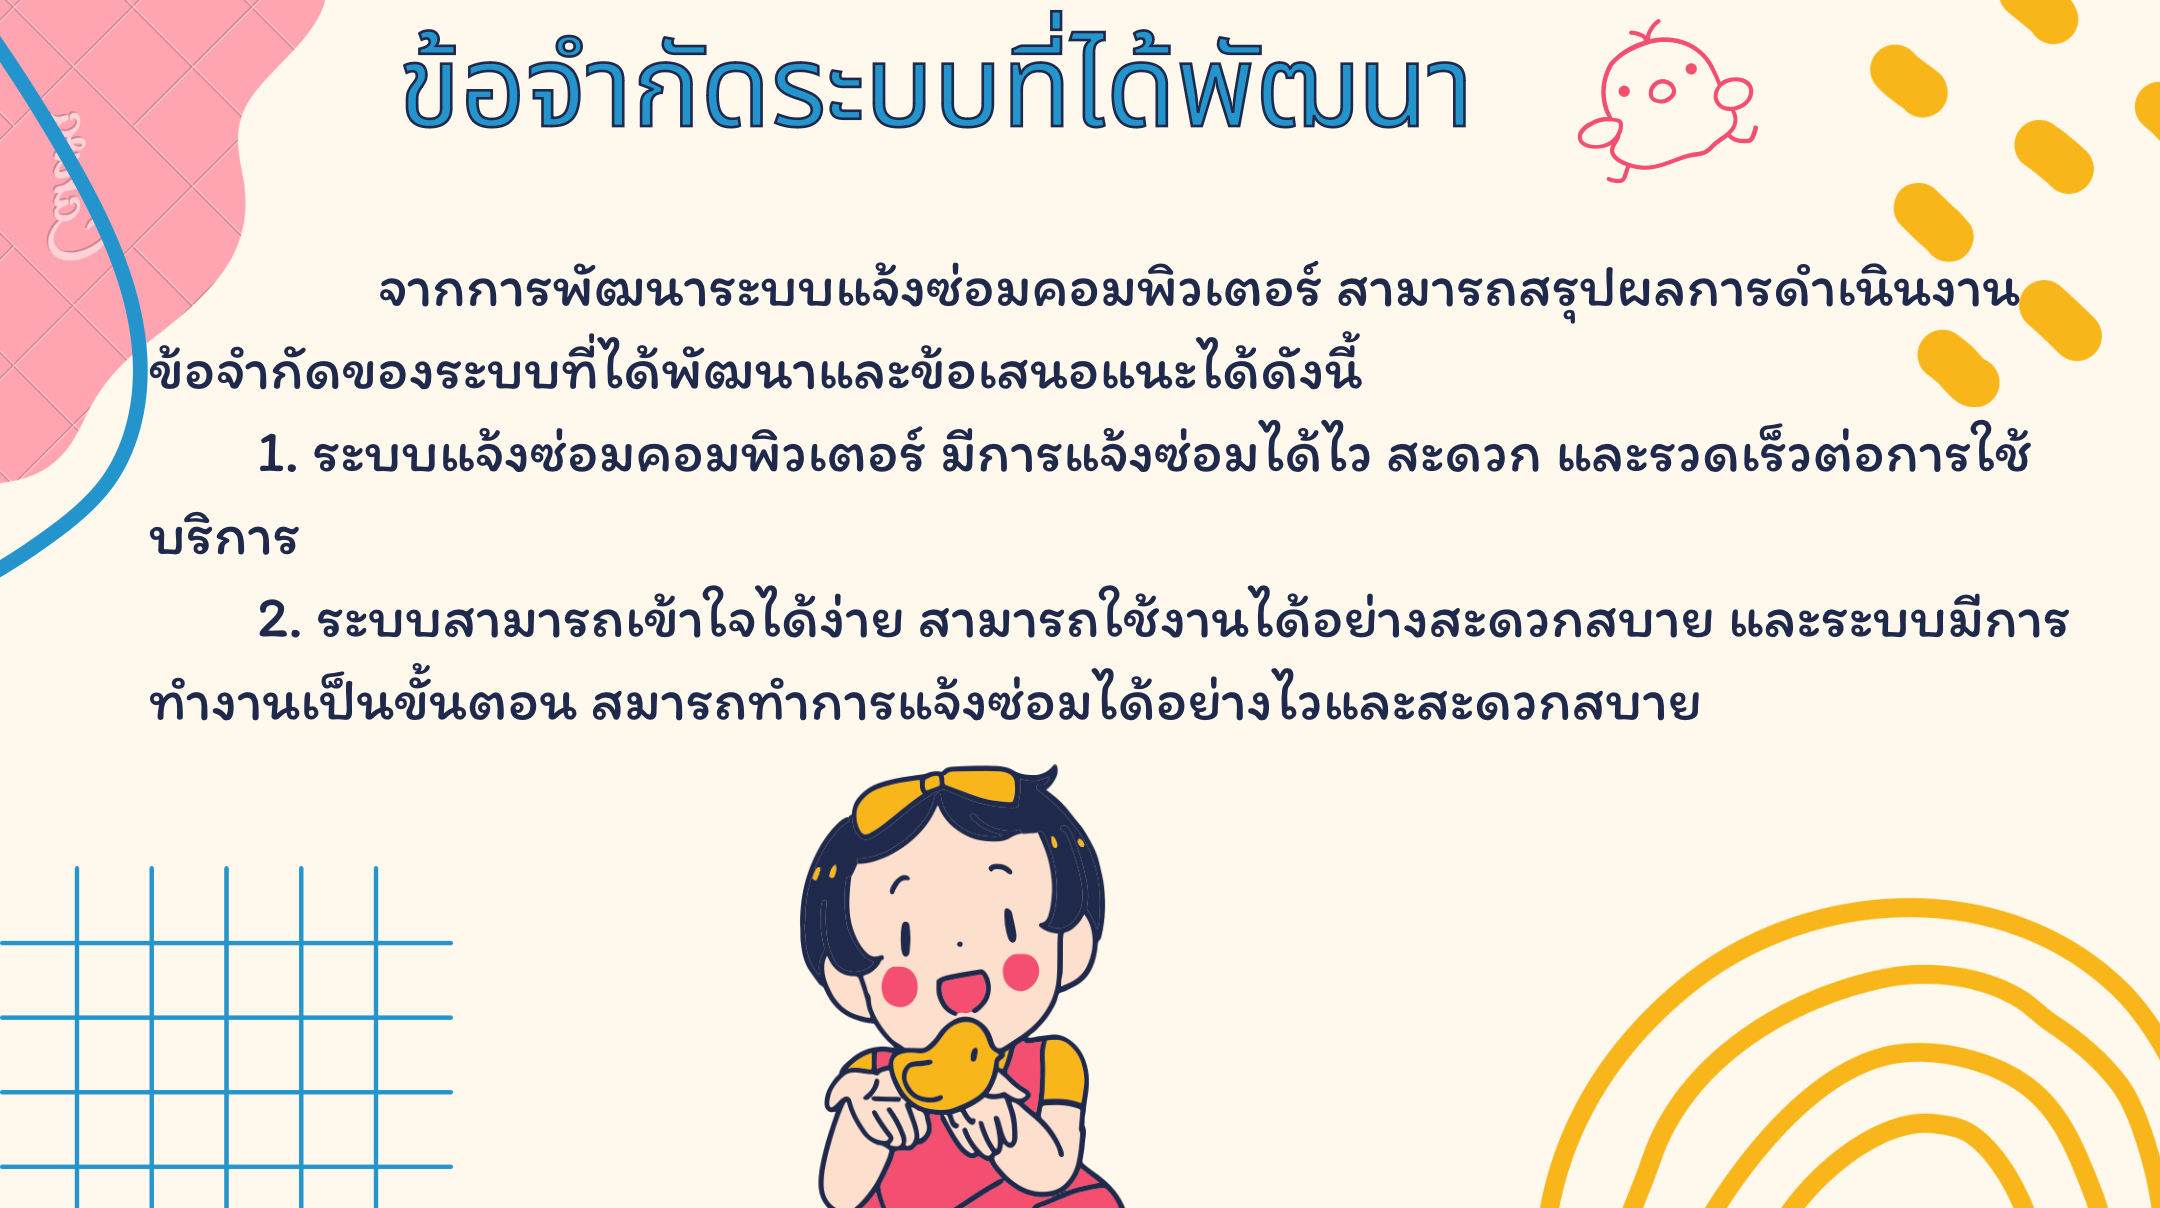 ข้อจำกัดระบบที่ได้พัฒนา
จากการพัฒนาระบบแจ้งซ่อมคอมพิวเตอร์ สามารถสรุปผลการดำเนินงาน
ข้อจำกัดของระบบที่ได้พัฒนาและข้อเสนอแนะได้ดังนี้
1. ระบบแจ้งซ่อมคอมพิวเตอร์ มีการแจ้งซ่อมได้ไว สะดวก และรวดเร็วต่อการใช้
บริการ
2. ระบบสามารถเข้าใจได้ง่าย สามารถใช้งานได้อย่างสะดวกสบาย และระบบมีการ
ทำงานเป็นขั้นตอน สมารถทำการแจ้งซ่อมได้อย่างไวและสะดวกสบาย